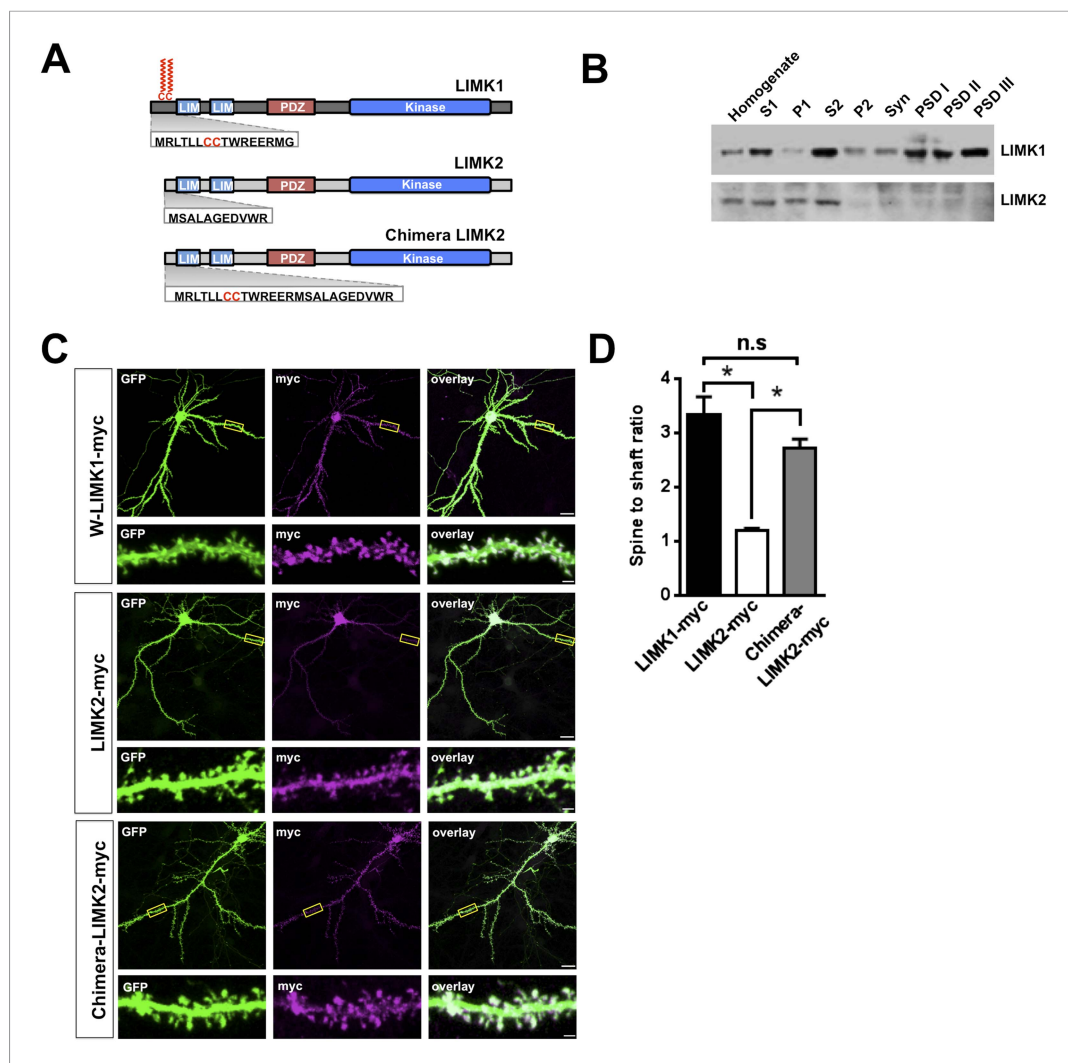 A
CC
LIMK1
LIM LIM PDZ Kinase
MRLTLLCCTWREERMG
LIMK2
LIM LIM PDZ Kinase
MSALAGEDVWR
Chimera LIMK2
LIM LIM PDZ Kinase
MRLTLLCCTWREERMSALAGEDVWR
B
Homogenate S1 P1 S2 P2 Syn PSD I PSD II PSD III
LIMK1
LIMK2
C
W-LIMK1-myc
GFP myc overlay
GFP myc overlay
LIMK2-myc
GFP myc overlay
GFP myc overlay
Chimera-LIMK2-myc
GFP myc overlay
GFP myc overlay
D
n.s
* *
Spine to shaft ratio
4
3
2
1
0
LIMK1-myc
LIMK2-myc
Chimera-
LIMK2-myc